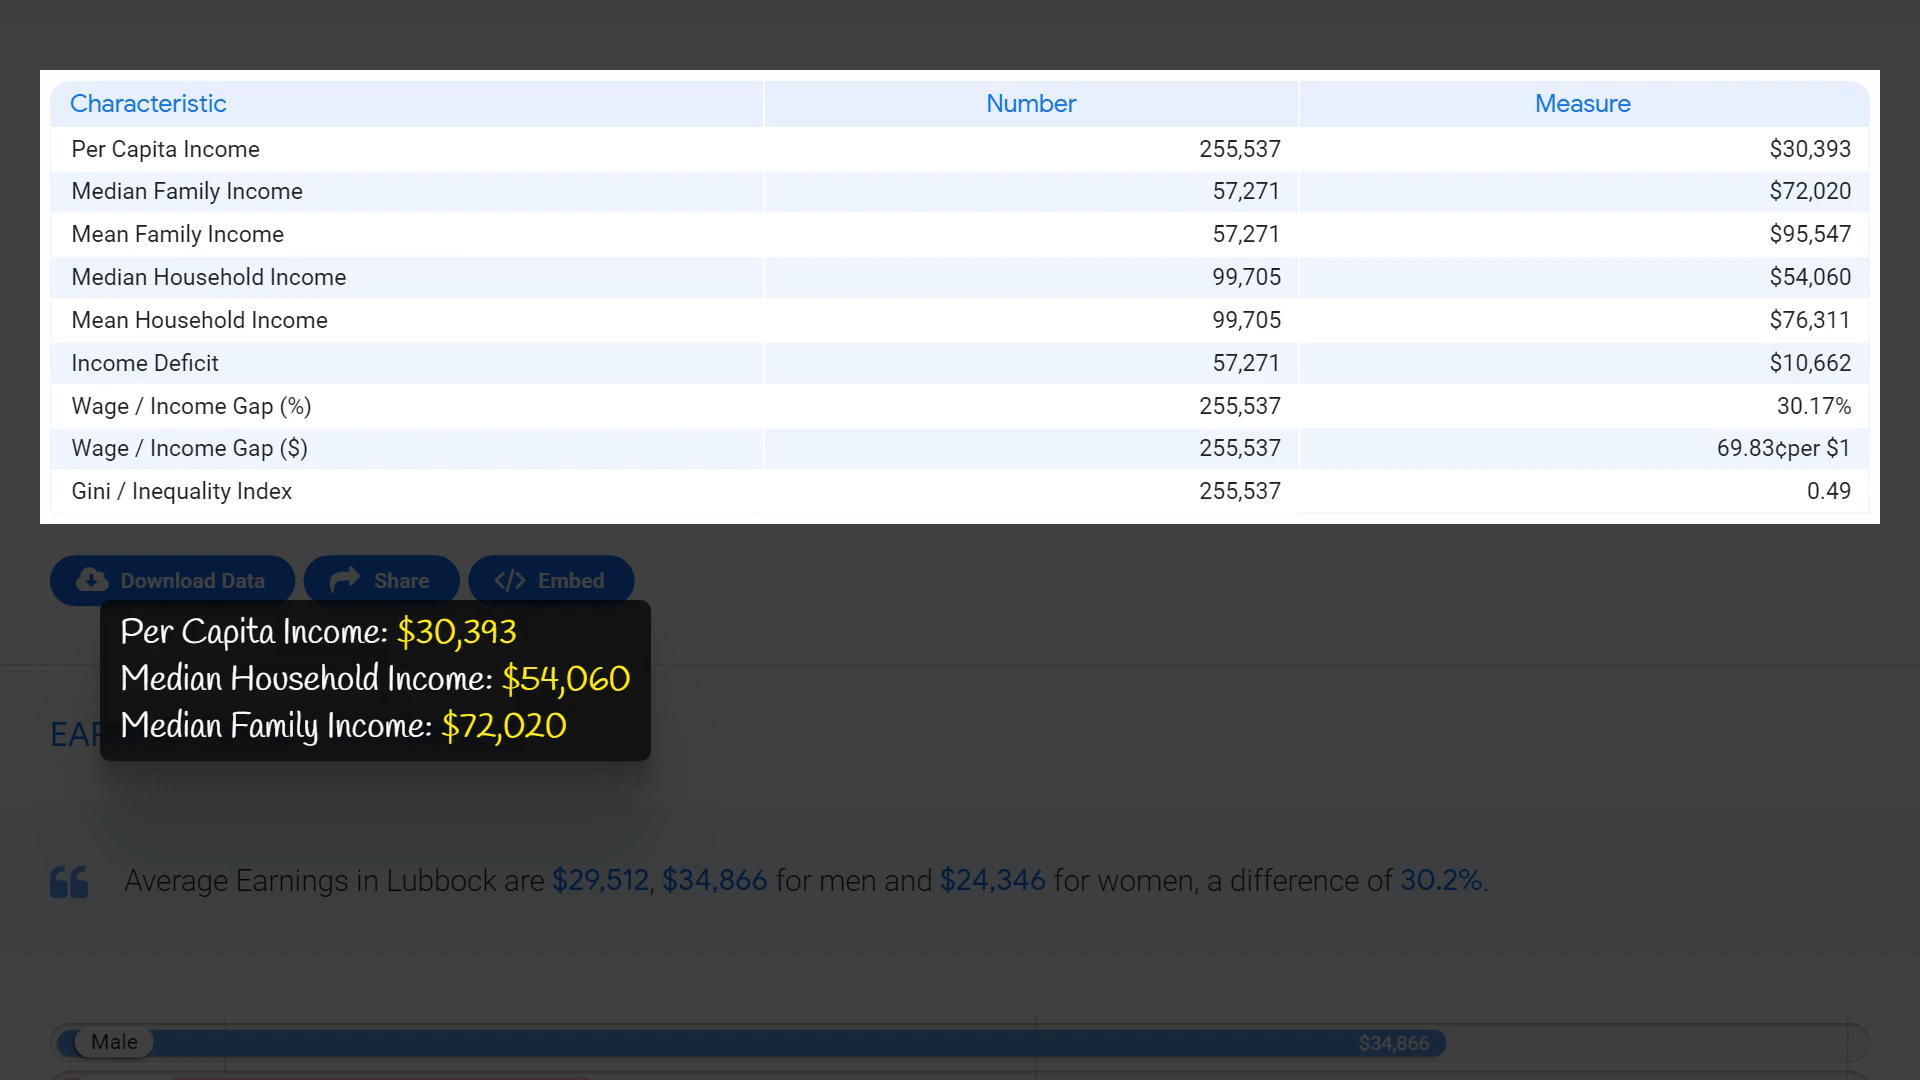 Characteristic Number Measure
Per Capita Income 255,537 $30,393
Median Family Income 57,271 $72,020
Mean Family Income 57,271 $95,547
Median Household Income 99,705 $54,060
Mean Household Income 99,705 $76,311
Income Deficit 57,271 $10,662
Wage / Income Gap (%) 255,537 30.17%
Wage / Income Gap ($) 255,537 69.83¢per $1
Gini / Inequality Index 255,537 0.49
Download Data Share </> Embed
Per Capita Income: $30,393
Median Household Income: $54,060
Median Family Income: $72,020
Average Earnings in Lubbock are $29,512, $34,866 for men and $24,346 for women, a difference of 30.2%.
Male $34,866